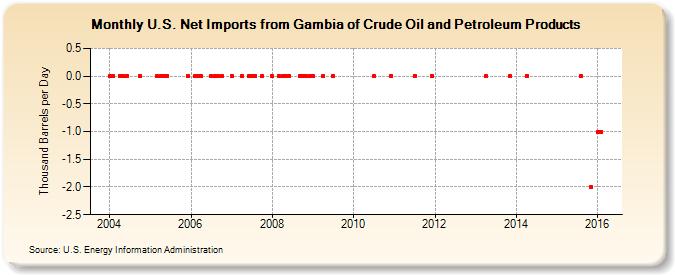 Monthly U.S. Net Imports from Gambia of Crude Oil and Petroleum Products
Thousand Barrels per Day
0.5
0.0
-0.5
-1.0
-1.5
-2.0
-2.5
2004 2006 2008 2010 2012 2014 2016
Source: U.S. Energy Information Administration